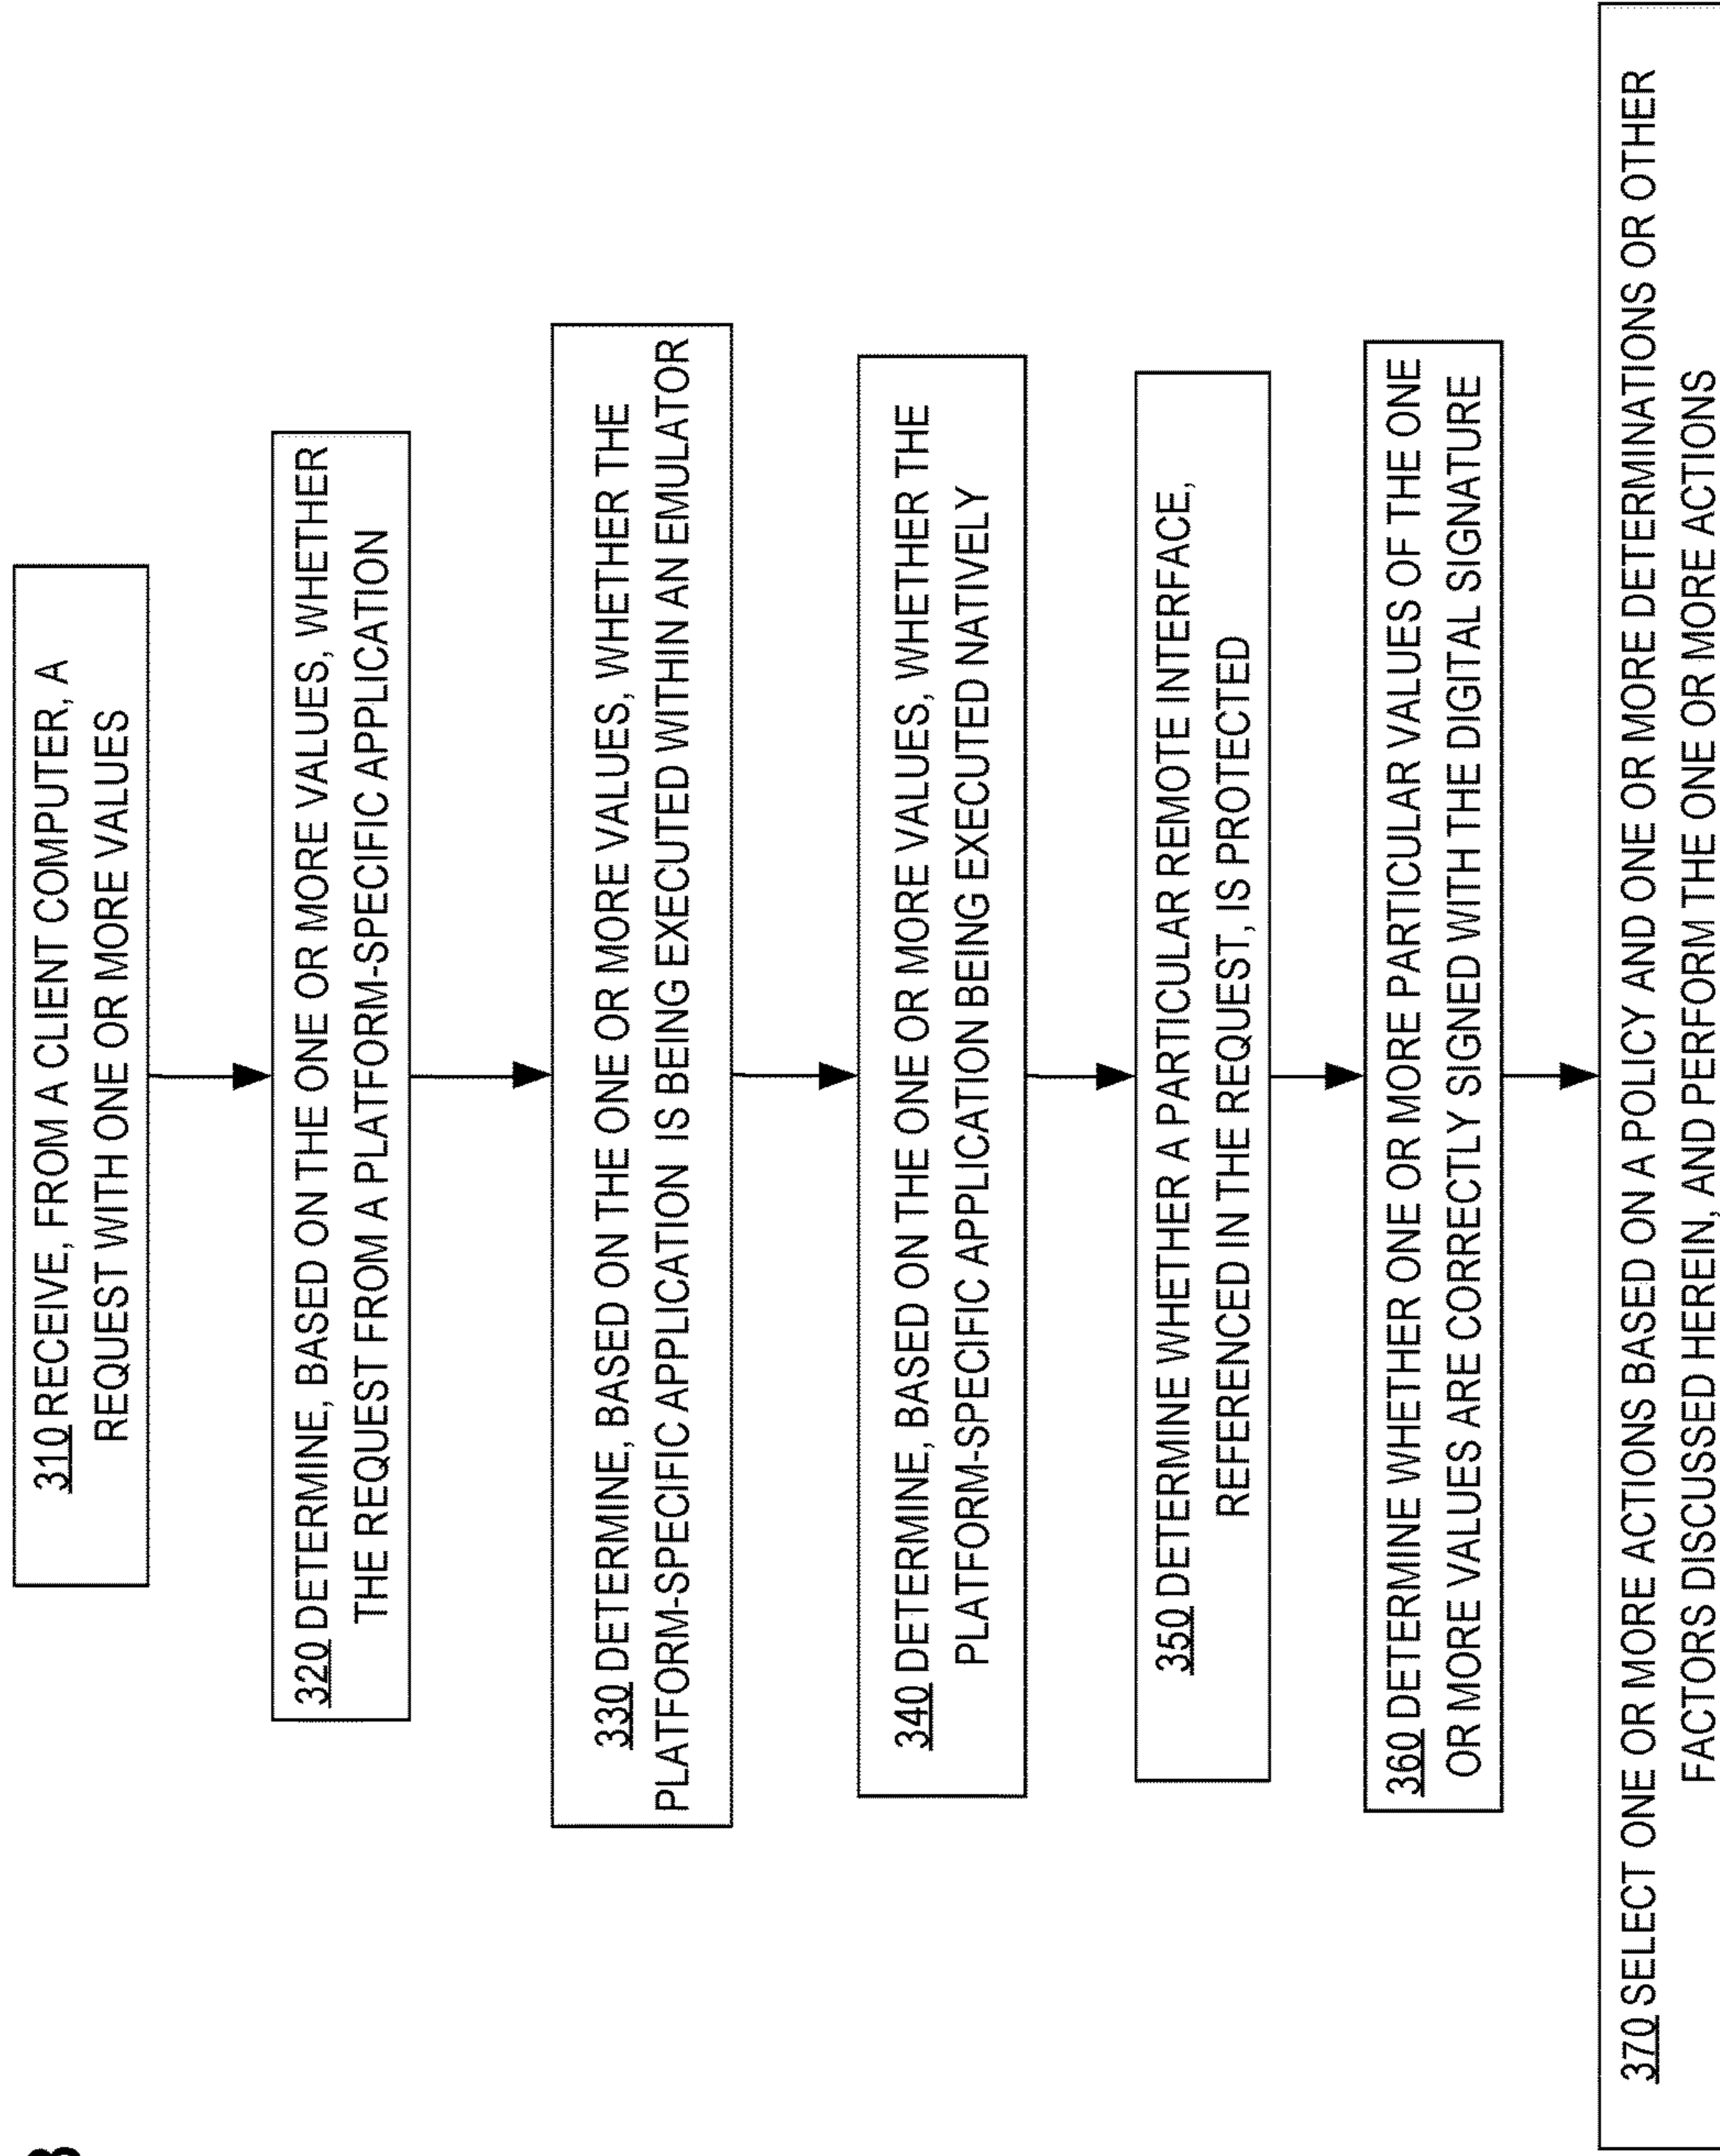 310 RECEIVE, FROM A CLIENT COMPUTER, A
REQUEST WITH ONE OR MORE VALUES
320 DETERMINE, BASED ON THE ONE OR MORE VALUES, WHETHER
THE REQUEST FROM A PLATFORM-SPECIFIC APPLICATION
330 DETERMINE, BASED ON THE ONE OR MORE VALUES, WHETHER THE
PLATFORM-SPECIFIC APPLICATION IS BEING EXECUTED WITHIN AN EMULATOR
340 DETERMINE, BASED ON THE ONE OR MORE VALUES, WHETHER THE
PLATFORM-SPECIFIC APPLICATION BEING EXECUTED NATIVELY
350 DETERMINE WHETHER A PARTICULAR REMOTE INTERFACE,
REFERENCED IN THE REQUEST, IS PROTECTED
360 DETERMINE WHETHER ONE OR MORE PARTICULAR VALUES OF THE ONE
OR MORE VALUES ARE CORRECTLY SIGNED WITH THE DIGITAL SIGNATURE
370 SELECT ONE OR MORE ACTIONS BASED ON A POLICY AND ONE OR MORE DETERMINATIONS OR OTHER
FACTORS DISCUSSED HEREIN, AND PERFORM THE ONE OR MORE ACTIONS